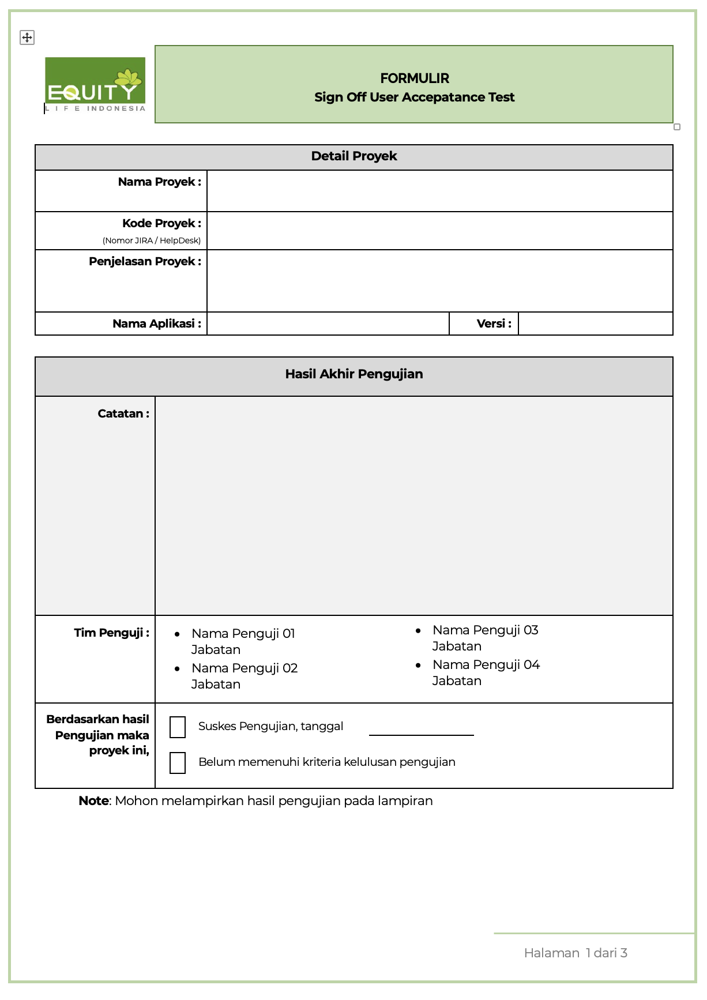 EQUITY
LIFE INDONESIA
FORMULIR
Sign Off User Accepatance Test
Detail Proyek
Nama Proyek :
Kode Proyek :
(Nomor JIRA / HelpDesk)
Penjelasan Proyek :
Nama Aplikasi :
Versi :
Hasil Akhir Pengujian
Catatan :
Tim Penguji :
• Nama Penguji 01
Jabatan
• Nama Penguji 02
Jabatan
• Nama Penguji 03
Jabatan
• Nama Penguji 04
Jabatan
Berdasarkan hasil
Pengujian maka
proyek ini,
Suskes Pengujian, tanggal
Belum memenuhi kriteria kelulusan pengujian
Note: Mohon melampirkan hasil pengujian pada lampiran
Halaman 1 dari 3